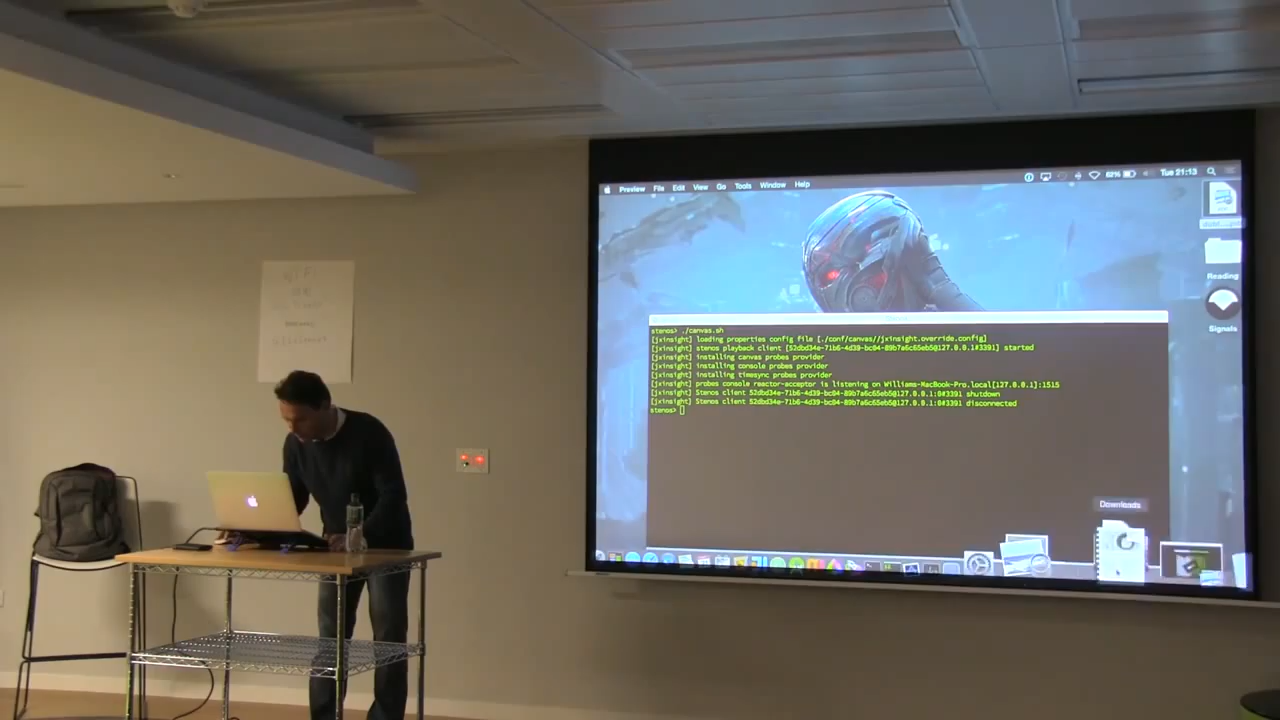 Preview File Edit View Go Tools Window Help
62% Tue 21:13
Reading
Signals
stenos> ./canvas.sh
[jxinsight] loading properties config file [./conf/canvas//jxinsight.override.config]
[jxinsight] stenos playback client [52dbd34e-71b6-4d39-bc04-89b7a6c65eb5@127.0.0.1#3391] started
[jxinsight] installing canvas probes provider
[jxinsight] installing console probes provider
[jxinsight] installing timesync probes provider
[jxinsight] probes console reactor-acceptor is listening on Williams-MacBook-Pro.local[127.0.0.1]:1515
[jxinsight] Stenos client 52dbd34e-71b6-4d39-bc04-89b7a6c65eb5@127.0.0.1:0#3391 shutdown
[jxinsight] Stenos client 52dbd34e-71b6-4d39-bc04-89b7a6c65eb5@127.0.0.1:0#3391 disconnected
stenos>
Downloads